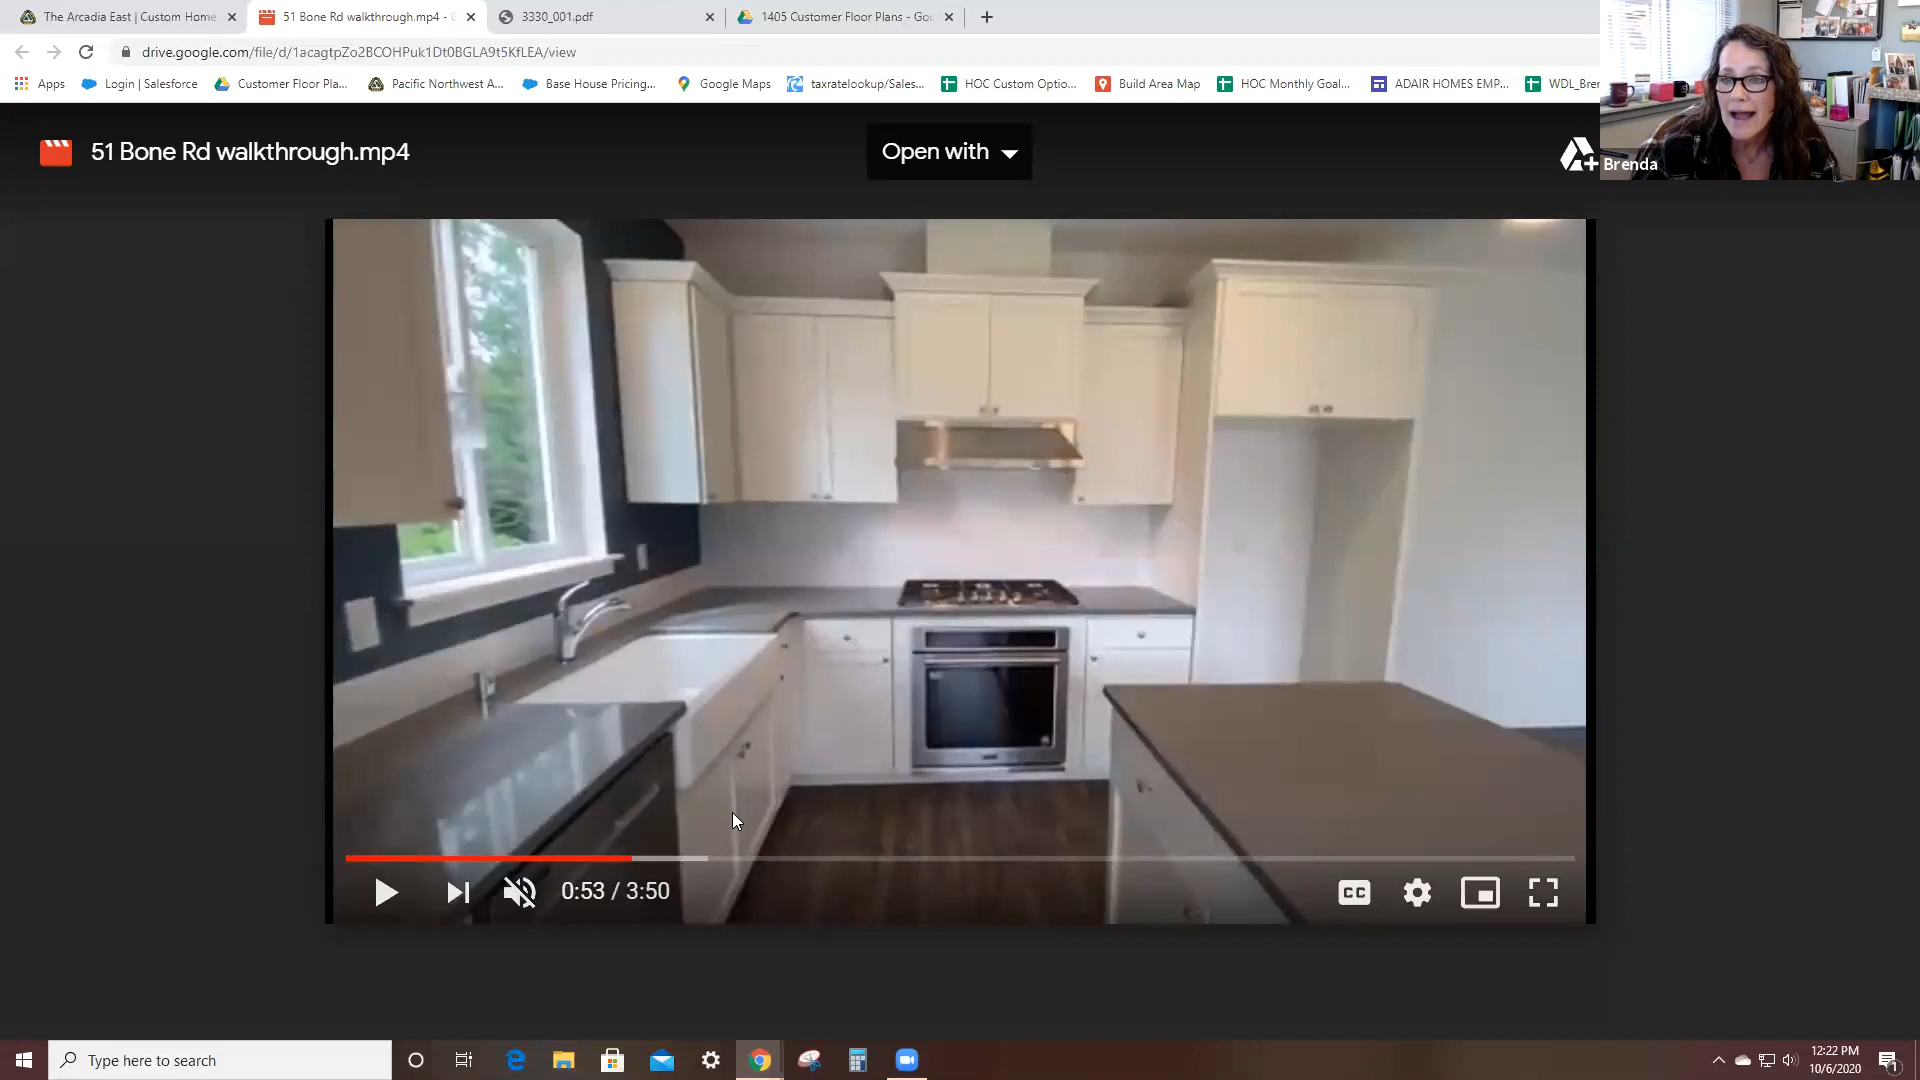 The Arcadia East | Custom Home
51 Bone Rd walkthrough.mp4 - G
3330_001.pdf
1405 Customer Floor Plans - Goo
drive.google.com/file/d/1acagtpZo2BCOHPuk1Dt0BGLA9t5KfLEA/view
Apps
Login | Salesforce
Customer Floor Pla...
Pacific Northwest A...
Base House Pricing...
Google Maps
taxratelookup/Sales...
HOC Custom Optio...
Build Area Map
HOC Monthly Goal...
ADAIR HOMES EMP...
WDL_Bren
51 Bone Rd walkthrough.mp4
Open with
Brenda
0:53 / 3:50
CC
Type here to search
12:22 PM
10/6/2020
1